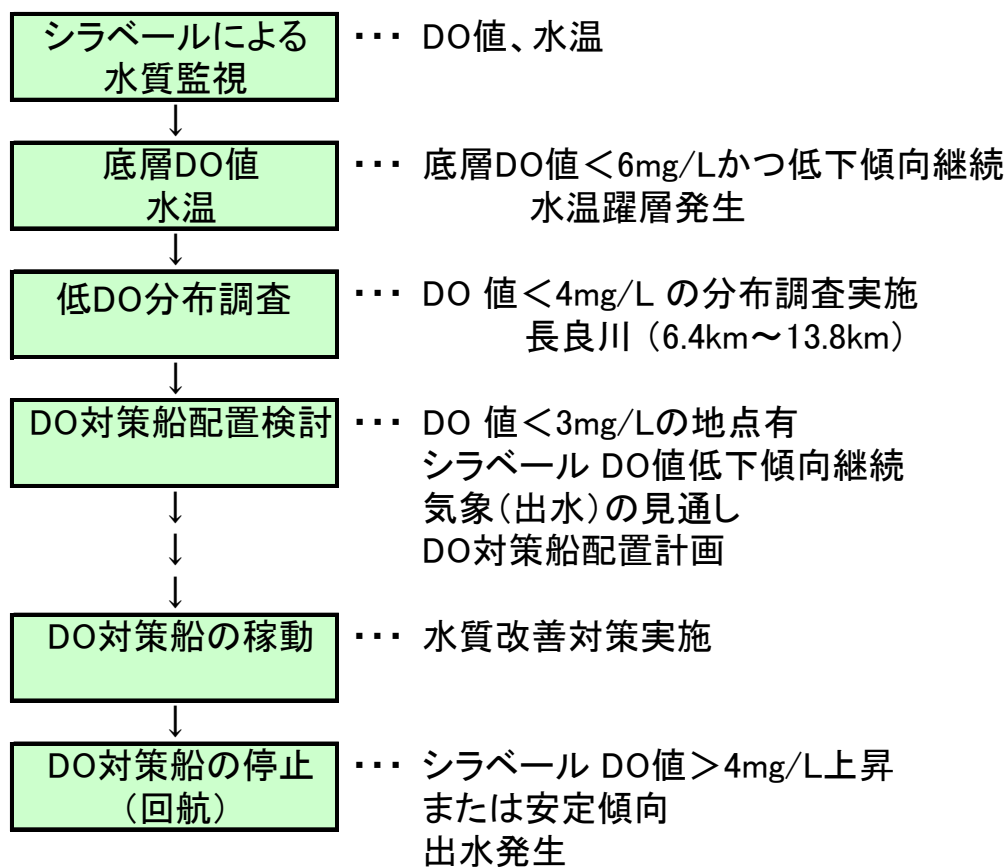 シラベールによる ・・・ DO値、水温
水質監視
↓
底層DO値 ・・・ 底層DO値＜6mg/Lかつ低下傾向継続
水温 水温躍層発生
↓
低DO分布調査 ・・・ DO 値＜4mg/L の分布調査実施
長良川（6.4km～13.8km）
↓
DO対策船配置検討 ・・・ DO 値＜3mg/Lの地点有
シラベール DO値低下傾向継続
↓ 気象（出水）の見通し
↓ DO対策船配置計画
↓
DO対策船の稼動 ・・・ 水質改善対策実施
↓
DO対策船の停止 ・・・ シラベール DO値＞4mg/L上昇
（回航） または安定傾向
出水発生